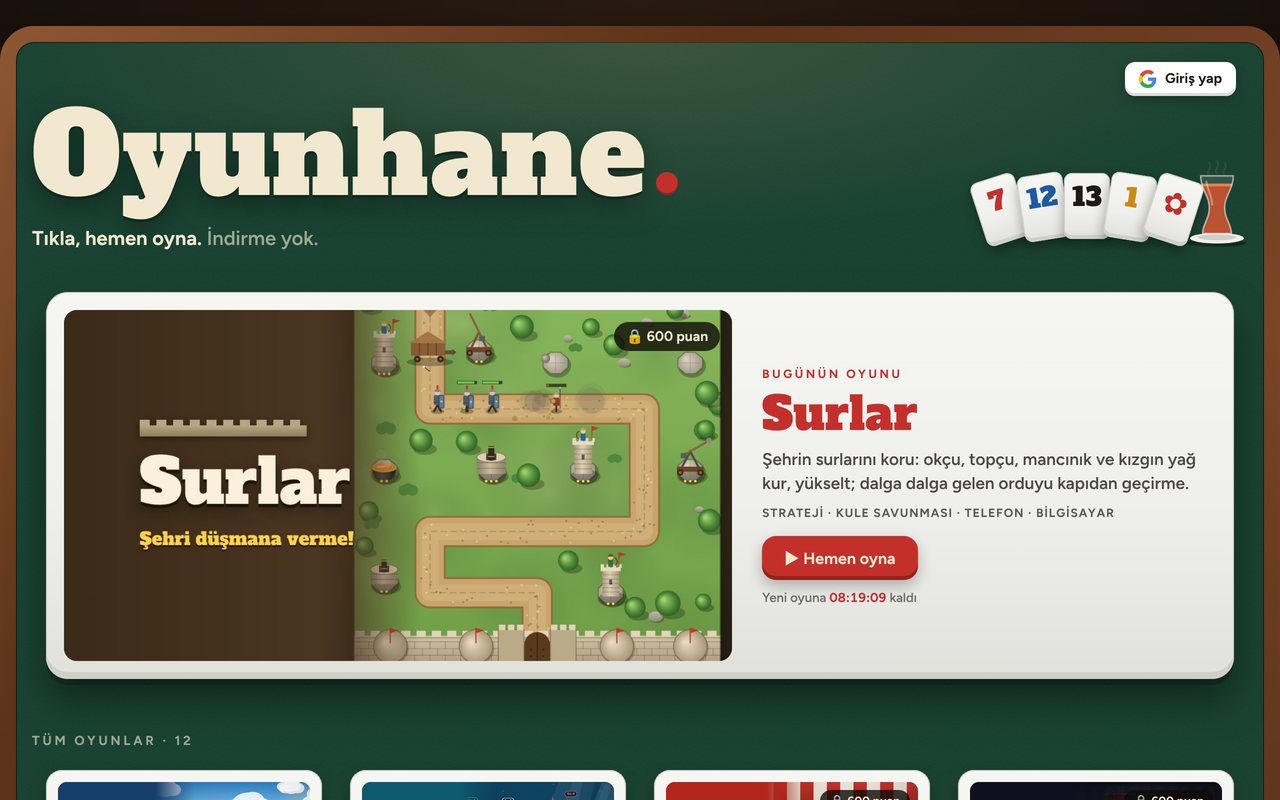 Giriş yap
Oyunhane.
Tıkla, hemen oyna. İndirme yok.
7 12 13 1
🔒 600 puan
Surlar
Şehri düşmana verme!
BUGÜNÜN OYUNU
Surlar
Şehrin surlarını koru: okçu, topçu, mancınık ve kızgın yağ
kur, yükselt; dalga dalga gelen orduyu kapıdan geçirme.
STRATEJİ · KULE SAVUNMASI · TELEFON · BİLGİSAYAR
▶ Hemen oyna
Yeni oyuna 08:19:09 kaldı
TÜM OYUNLAR · 12